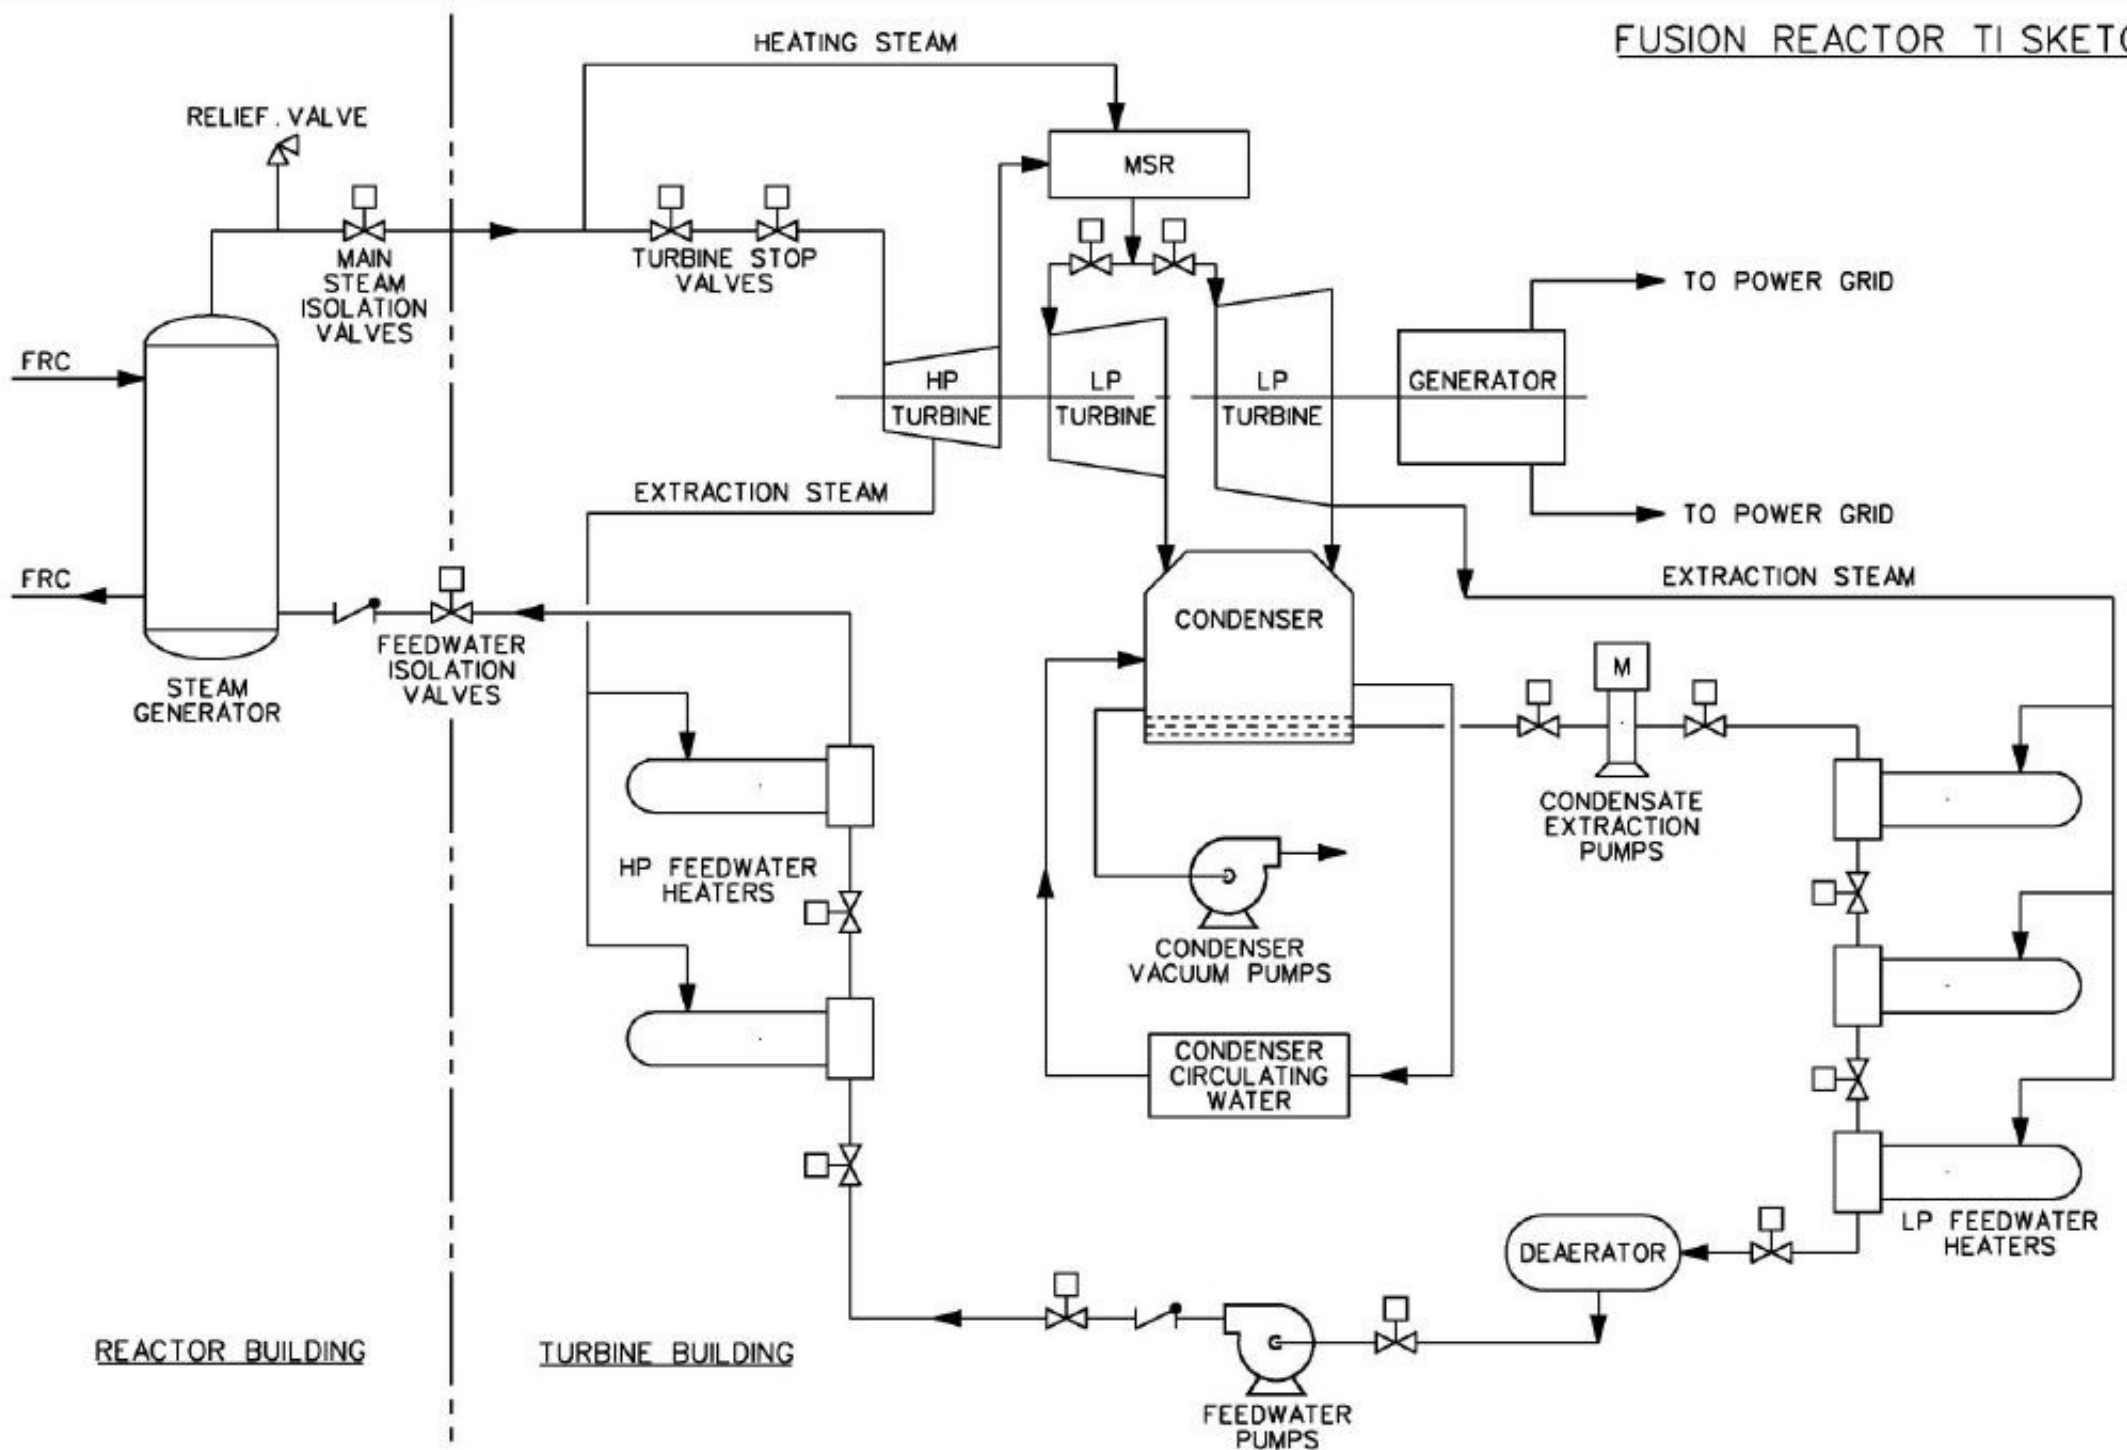 FUSION REACTOR TI SKETC
HEATING STEAM
RELIEF. VALVE
MSR
MAIN
STEAM
ISOLATION
VALVES
TURBINE STOP
VALVES
TO POWER GRID
FRC
HP
TURBINE
LP
TURBINE
LP
TURBINE
GENERATOR
EXTRACTION STEAM
TO POWER GRID
FRC
EXTRACTION STEAM
CONDENSER
FEEDWATER
ISOLATION
VALVES
STEAM
GENERATOR
M
CONDENSATE
EXTRACTION
PUMPS
HP FEEDWATER
HEATERS
CONDENSER
VACUUM PUMPS
CONDENSER
CIRCULATING
WATER
LP FEEDWATER
HEATERS
DEAERATOR
REACTOR BUILDING
TURBINE BUILDING
FEEDWATER
PUMPS